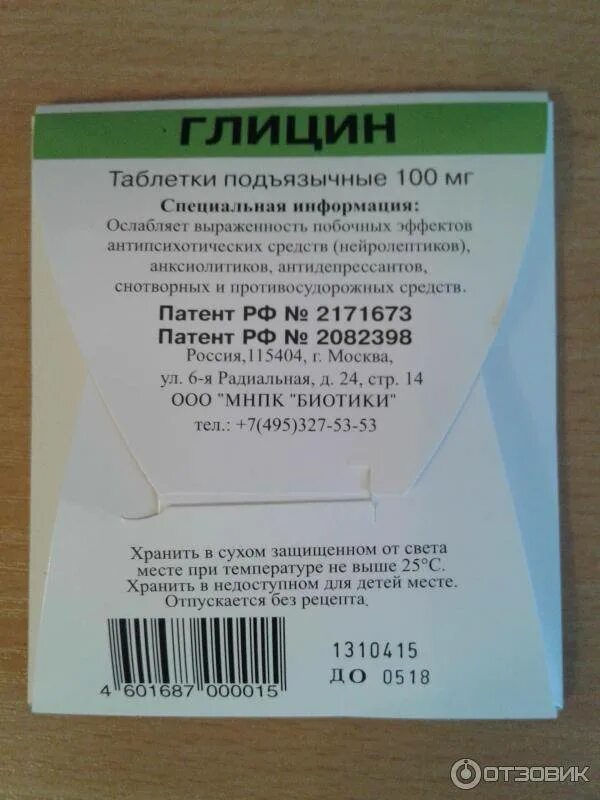 ГЛИЦИН
Таблетки подъязычные 100 мг
Специальная информация:
Ослабляет выраженность побочных эффектов
антипсихотических средств (нейролептиков),
анксиолитиков, антидепрессантов,
снотворных и противосудорожных средств.
Патент РФ № 2171673
Патент РФ № 2082398
Россия,115404, г. Москва,
ул. 6-я Радиальная, д. 24, стр. 14
ООО "МНПК "БИОТИКИ"
тел.: +7(495)327-53-53
Хранить в сухом защищенном от света
месте при температуре не выше 25°С.
Хранить в недоступном для детей месте.
Отпускается без рецепта.
1310415
ДО 0518
4 601687 000015
ОТЗОВИК